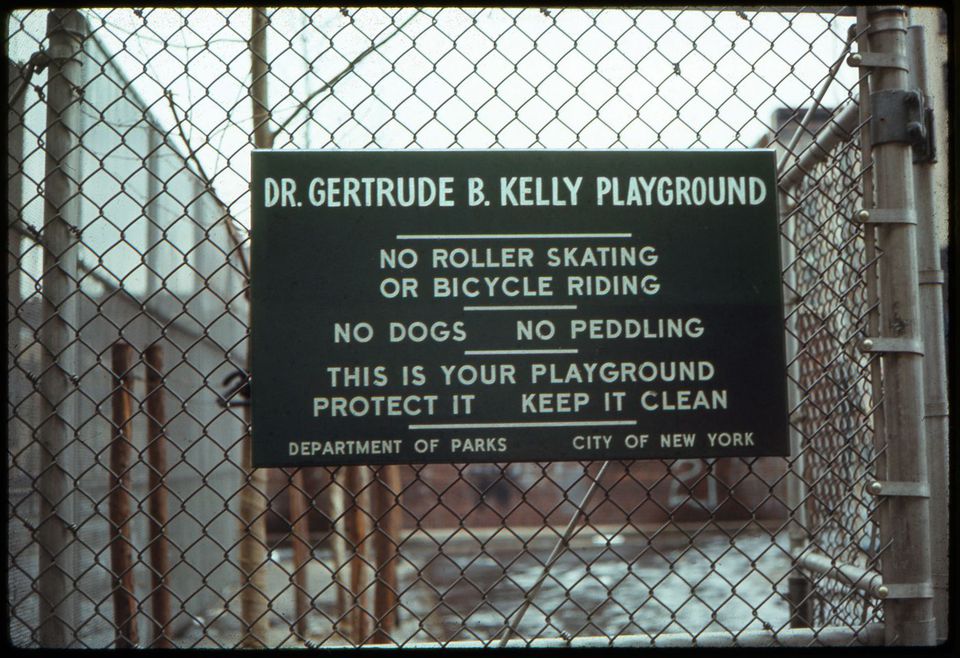 DR. GERTRUDE B. KELLY PLAYGROUND
NO ROLLER SKATING
OR BICYCLE RIDING
NO DOGS NO PEDDLING
THIS IS YOUR PLAYGROUND
PROTECT IT KEEP IT CLEAN
DEPARTMENT OF PARKS CITY OF NEW YORK
21